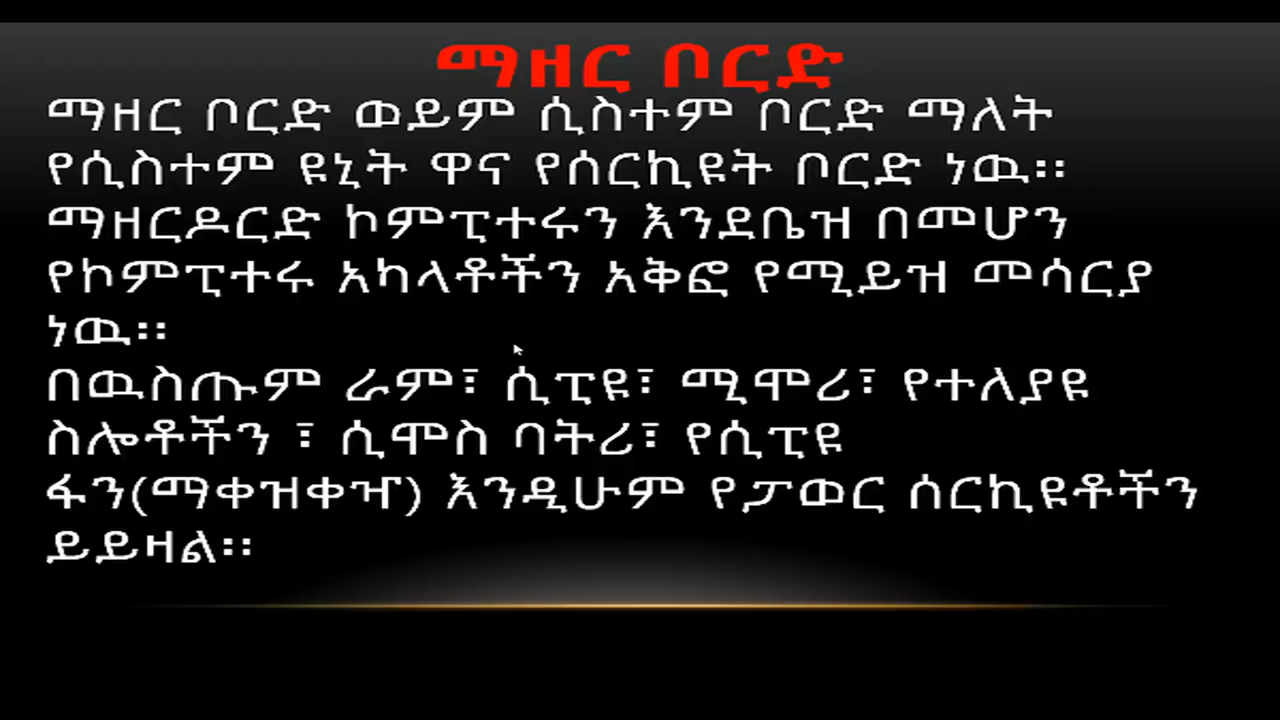 ማዘር ቦርድ
ማዘር ቦርድ ወይም ሲስተም ቦርድ ማለት
የሲስተም ዩኒት ዋና የሰርኪዩት ቦርድ ነዉ፡፡
ማዘርዶርድ ኮምፒተሩን እንደቤዝ በመሆን
የኮምፒተሩ አካላቶችን አቅፎ የሚይዝ መሳርያ
ነዉ፡፡
በዉስጡም ራም፣ ሲፒዩ፣ ሚሞሪ፣ የተለያዩ
ስሎቶችን ፣ ሲሞስ ባትሪ፣ የሲፒዩ
ፋን(ማቀዝቀዣ) እንዲሁም የፓወር ሰርኪዩቶችን
ይይዛል፡፡